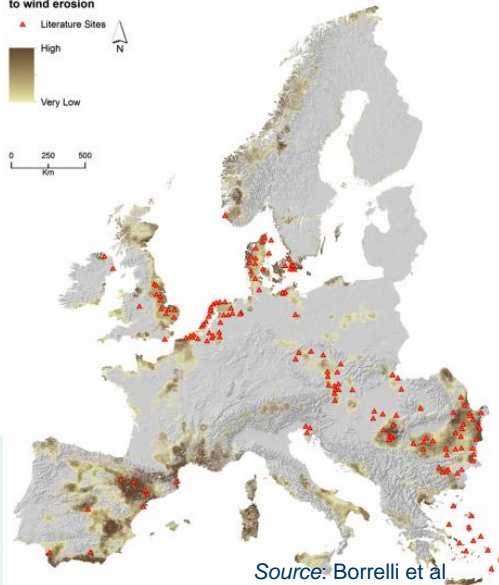 to wind erosion
Literature Sites
N
High
Very Low
0 250 500
Km
Source: Borrelli et al